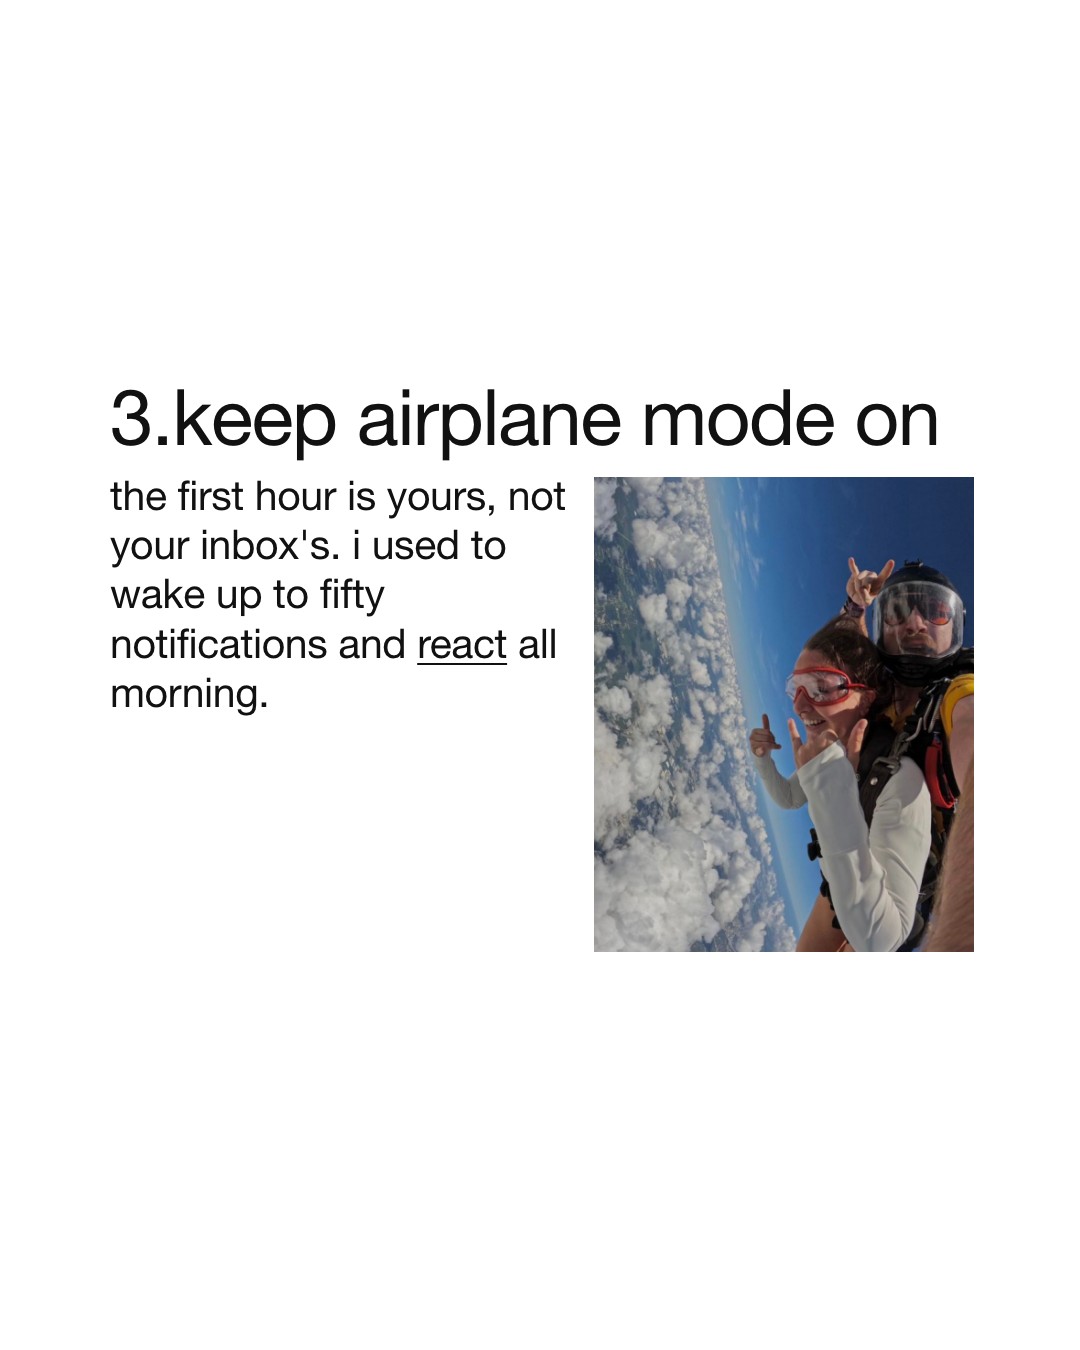 3.keep airplane mode on
the first hour is yours, not
your inbox's. i used to
wake up to fifty
notifications and react all
morning.